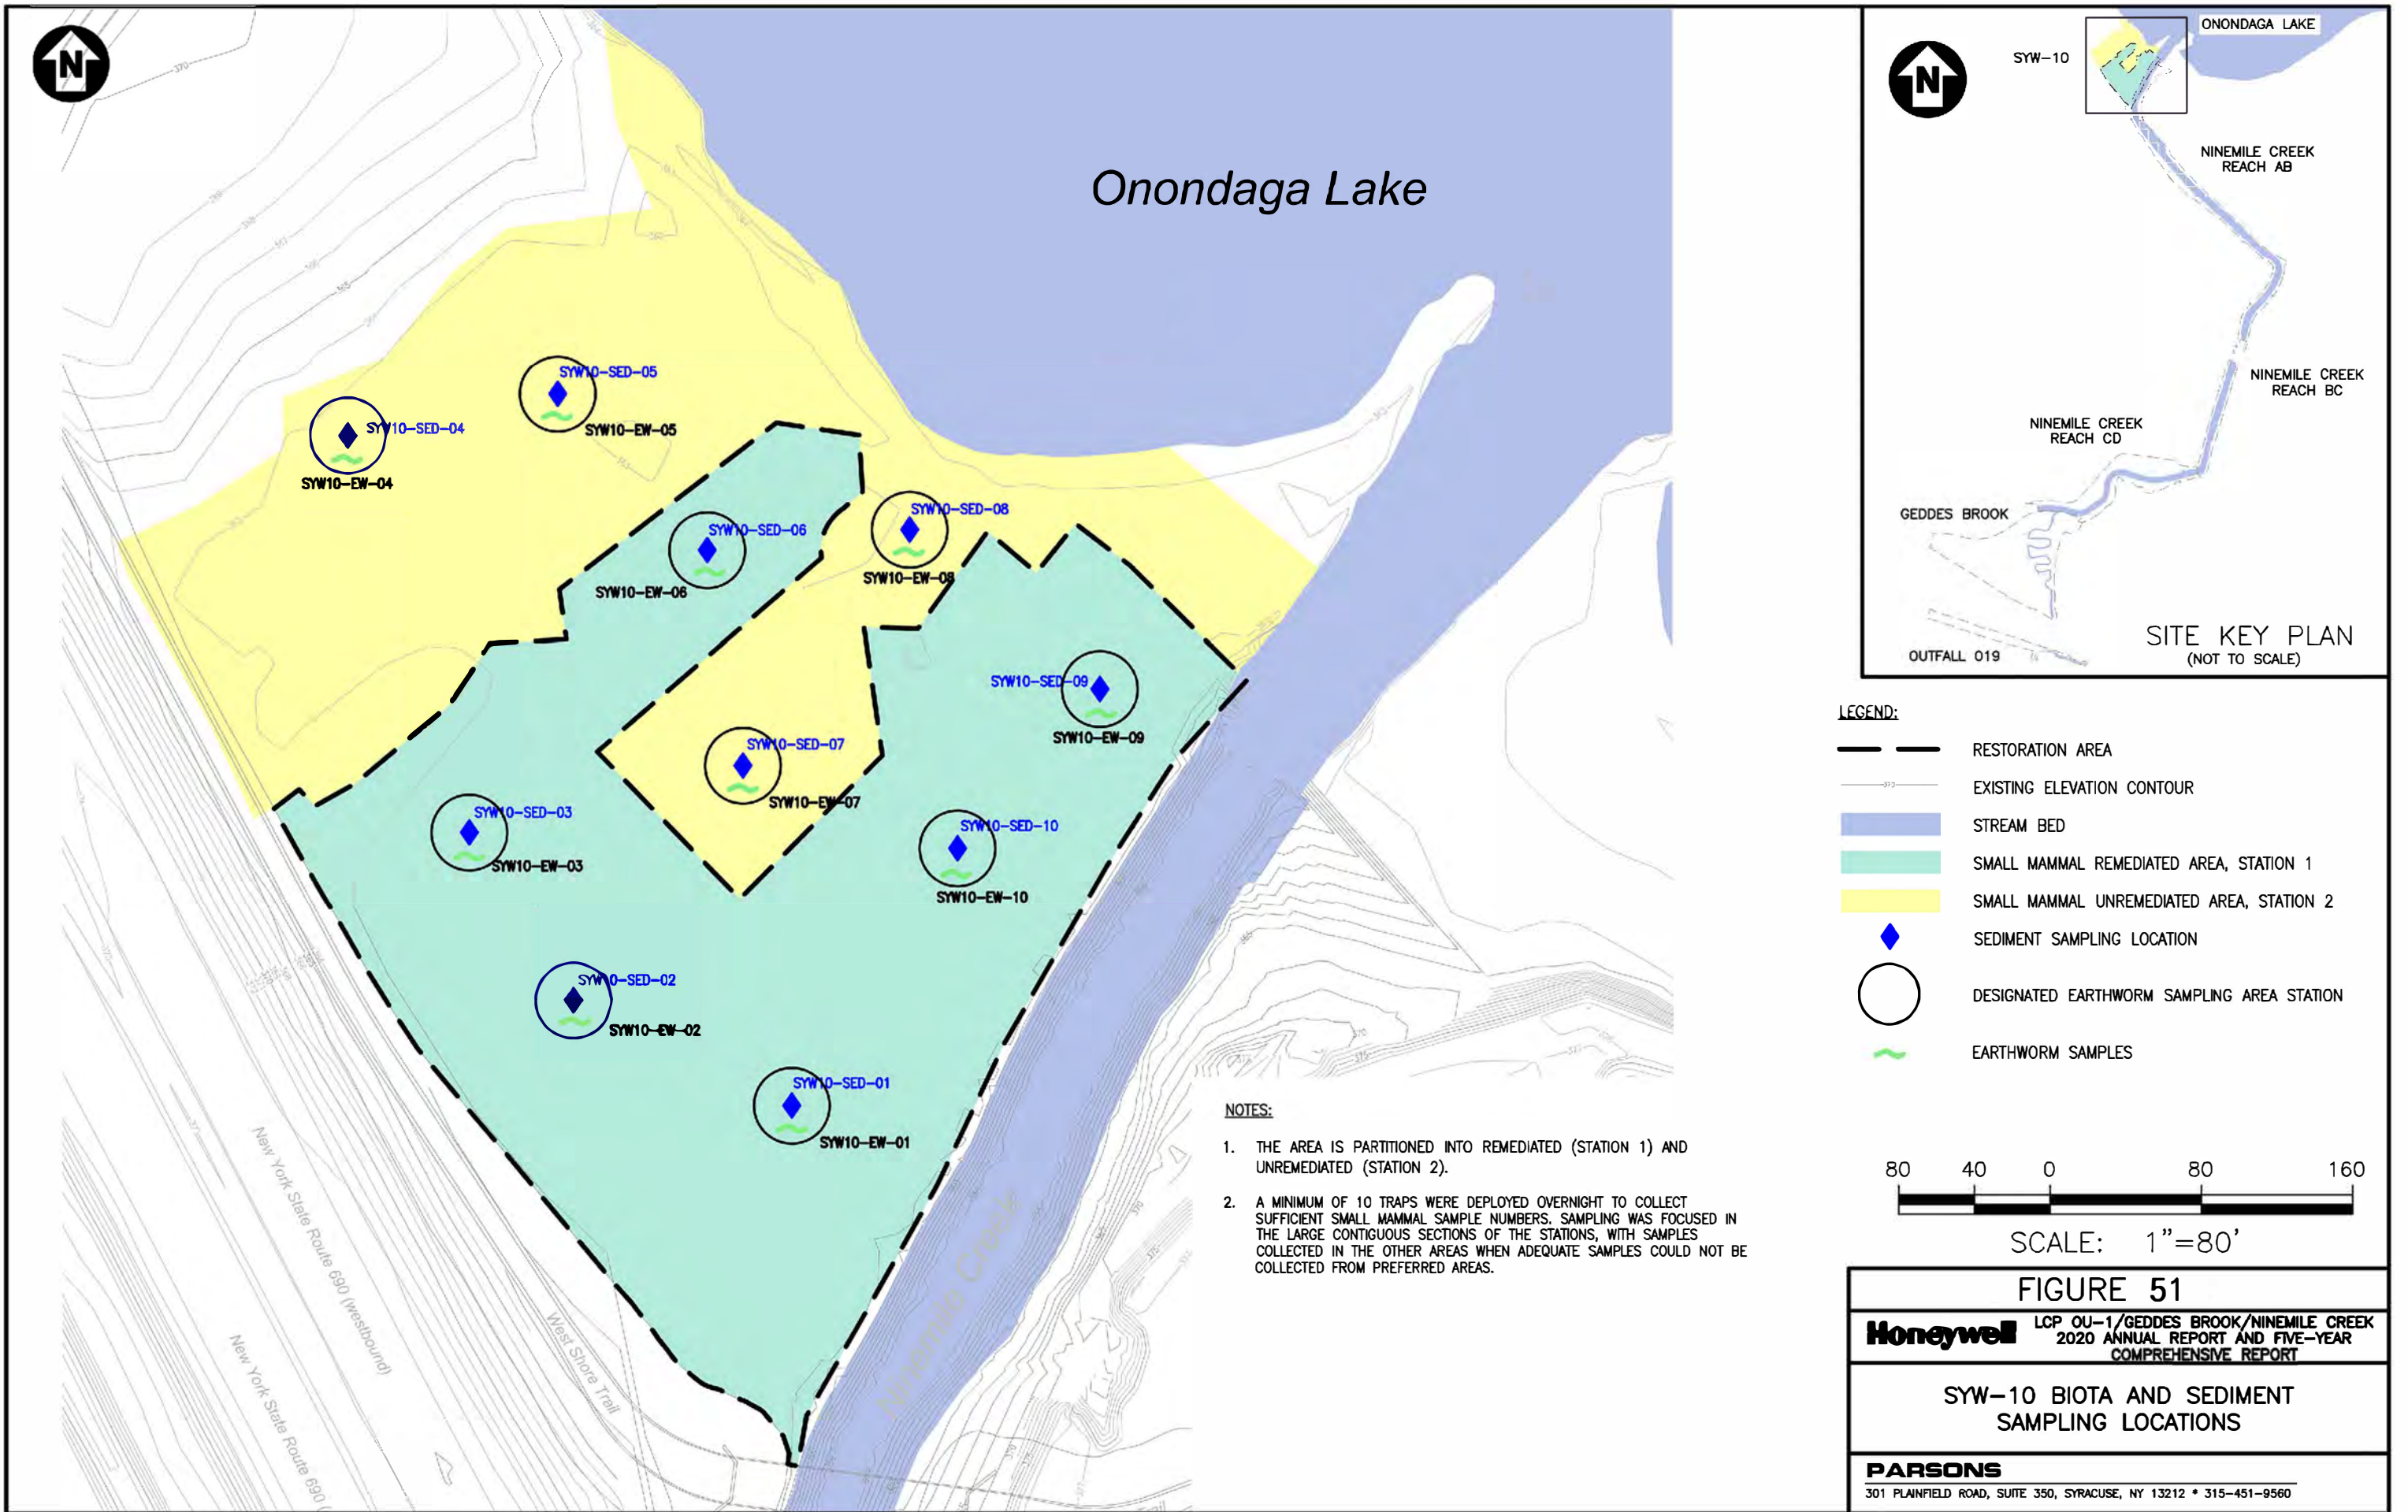 N
Onondaga Lake
SYW10-SED-05
SYW10-EW-05
SYW10-SED-04
SYW10-EW-04
SYW10-SED-06
SYW10-EW-06
SYW10-SED-08
SYW10-EW-08
SYW10-SED-09
SYW10-EW-09
SYW10-SED-07
SYW10-EW-07
SYW10-SED-03
SYW10-EW-03
SYW10-SED-10
SYW10-EW-10
SYW10-SED-02
SYW10-EW-02
SYW10-SED-01
SYW10-EW-01
New York State Route 690 (westbound)
New York State Route 690 (
West Shore Trail
Ninemile Creek
NOTES:
1. THE AREA IS PARTITIONED INTO REMEDIATED (STATION 1) AND
UNREMEDIATED (STATION 2).
2. A MINIMUM OF 10 TRAPS WERE DEPLOYED OVERNIGHT TO COLLECT
SUFFICIENT SMALL MAMMAL SAMPLE NUMBERS. SAMPLING WAS FOCUSED IN
THE LARGE CONTIGUOUS SECTIONS OF THE STATIONS, WITH SAMPLES
COLLECTED IN THE OTHER AREAS WHEN ADEQUATE SAMPLES COULD NOT BE
COLLECTED FROM PREFERRED AREAS.
N
ONONDAGA LAKE
SYW-10
NINEMILE CREEK
REACH AB
NINEMILE CREEK
REACH BC
NINEMILE CREEK
REACH CD
GEDDES BROOK
OUTFALL 019
SITE KEY PLAN
(NOT TO SCALE)
LEGEND:
RESTORATION AREA
EXISTING ELEVATION CONTOUR
STREAM BED
SMALL MAMMAL REMEDIATED AREA, STATION 1
SMALL MAMMAL UNREMEDIATED AREA, STATION 2
SEDIMENT SAMPLING LOCATION
DESIGNATED EARTHWORM SAMPLING AREA STATION
EARTHWORM SAMPLES
80 40 0 80 160
SCALE: 1"=80'
FIGURE 51
Honeywell
LCP OU-1/GEDDES BROOK/NINEMILE CREEK
2020 ANNUAL REPORT AND FIVE-YEAR
COMPREHENSIVE REPORT
SYW-10 BIOTA AND SEDIMENT
SAMPLING LOCATIONS
PARSONS
301 PLAINFIELD ROAD, SUITE 350, SYRACUSE, NY 13212 * 315-451-9560